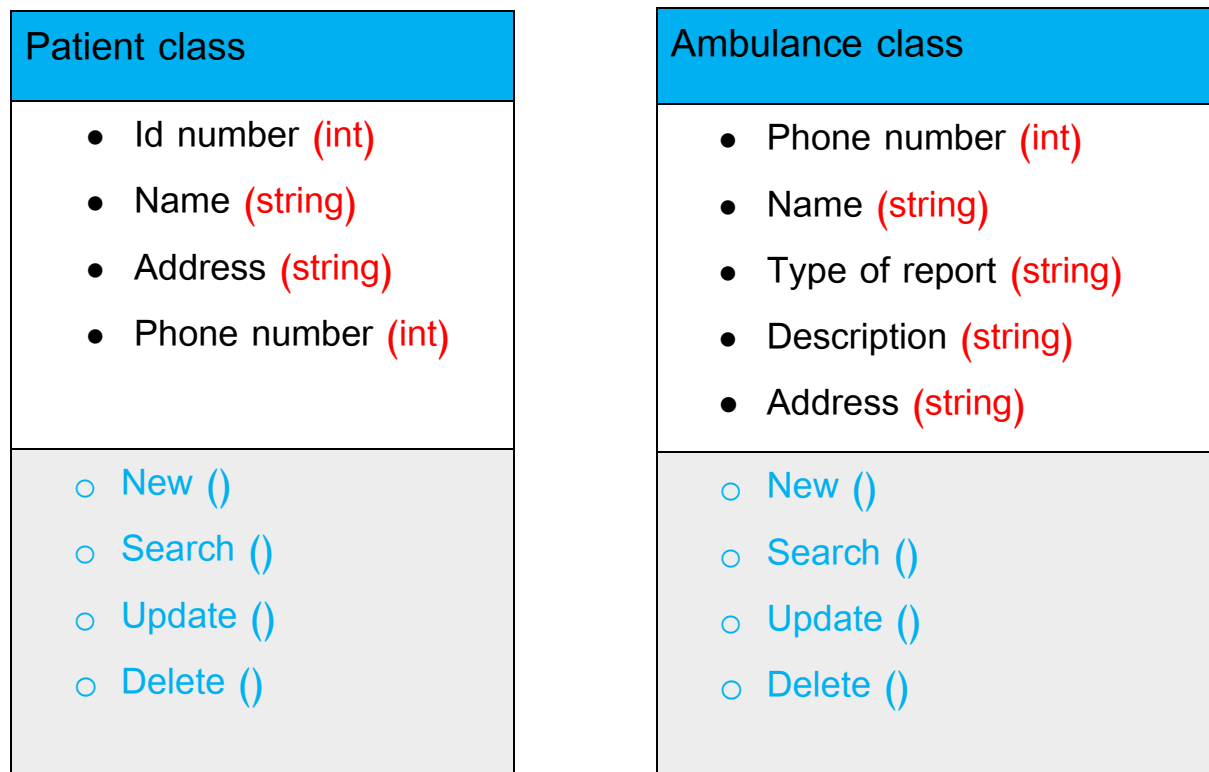 Patient class
● Id number (int)
● Name (string)
● Address (string)
● Phone number (int)
○ New ()
○ Search ()
○ Update ()
○ Delete ()
Ambulance class
● Phone number (int)
● Name (string)
● Type of report (string)
● Description (string)
● Address (string)
○ New ()
○ Search ()
○ Update ()
○ Delete ()